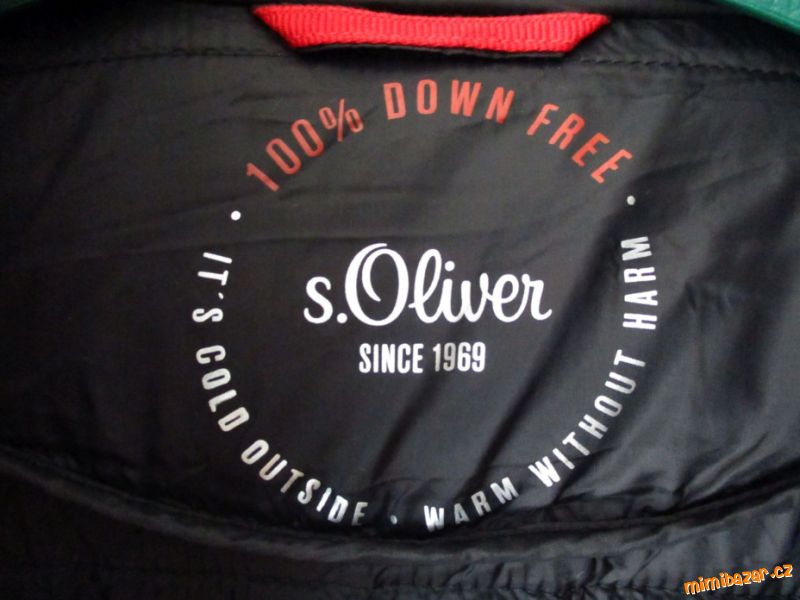 100% DOWN FREE
s.Oliver
SINCE 1969
IT'S COLD OUTSIDE · WARM WITHOUT HARM
mimibazar.cz